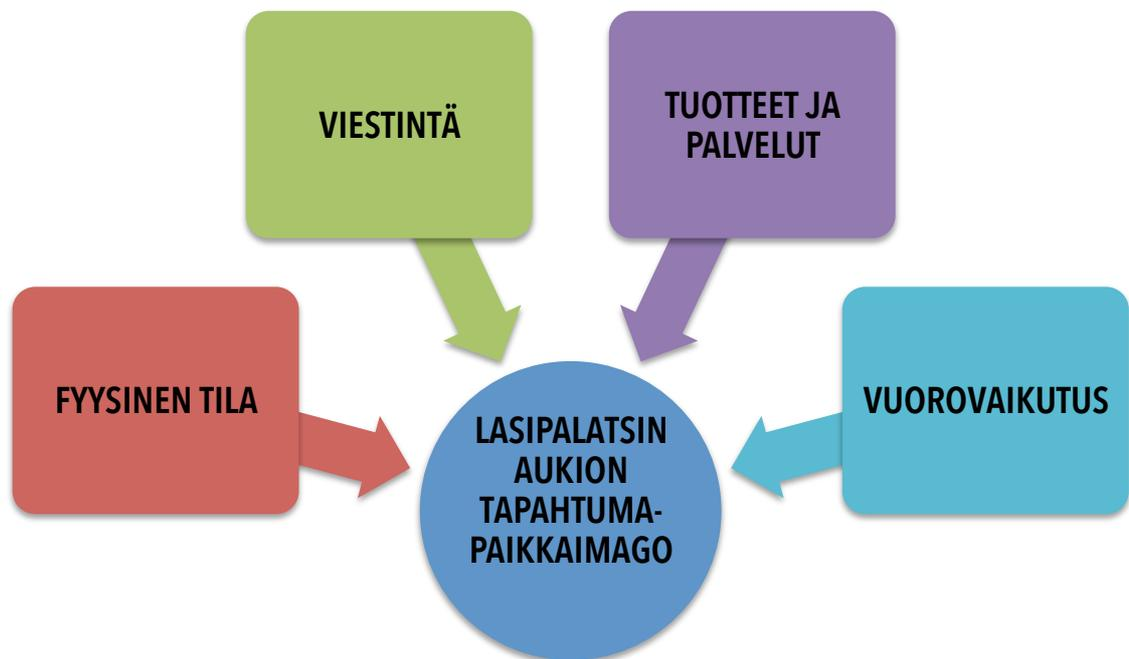 VIESTINTÄ
TUOTTEET JA
PALVELUT
FYYSINEN TILA
VUOROVAIKUTUS
LASIPALATSIN
AUKION
TAPAHTUMA-
PAIKKAIMAGO